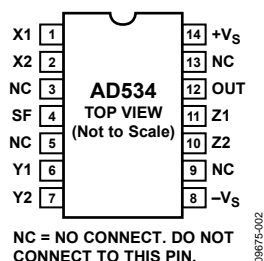 X1 1 14 +VS
X2 2 13 NC
NC 3 AD534 12 OUT
SF 4 TOP VIEW 11 Z1
(Not to Scale)
NC 5 10 Z2
Y1 6 9 NC
Y2 7 8 –VS
NC = NO CONNECT. DO NOT
CONNECT TO THIS PIN.
09675-002